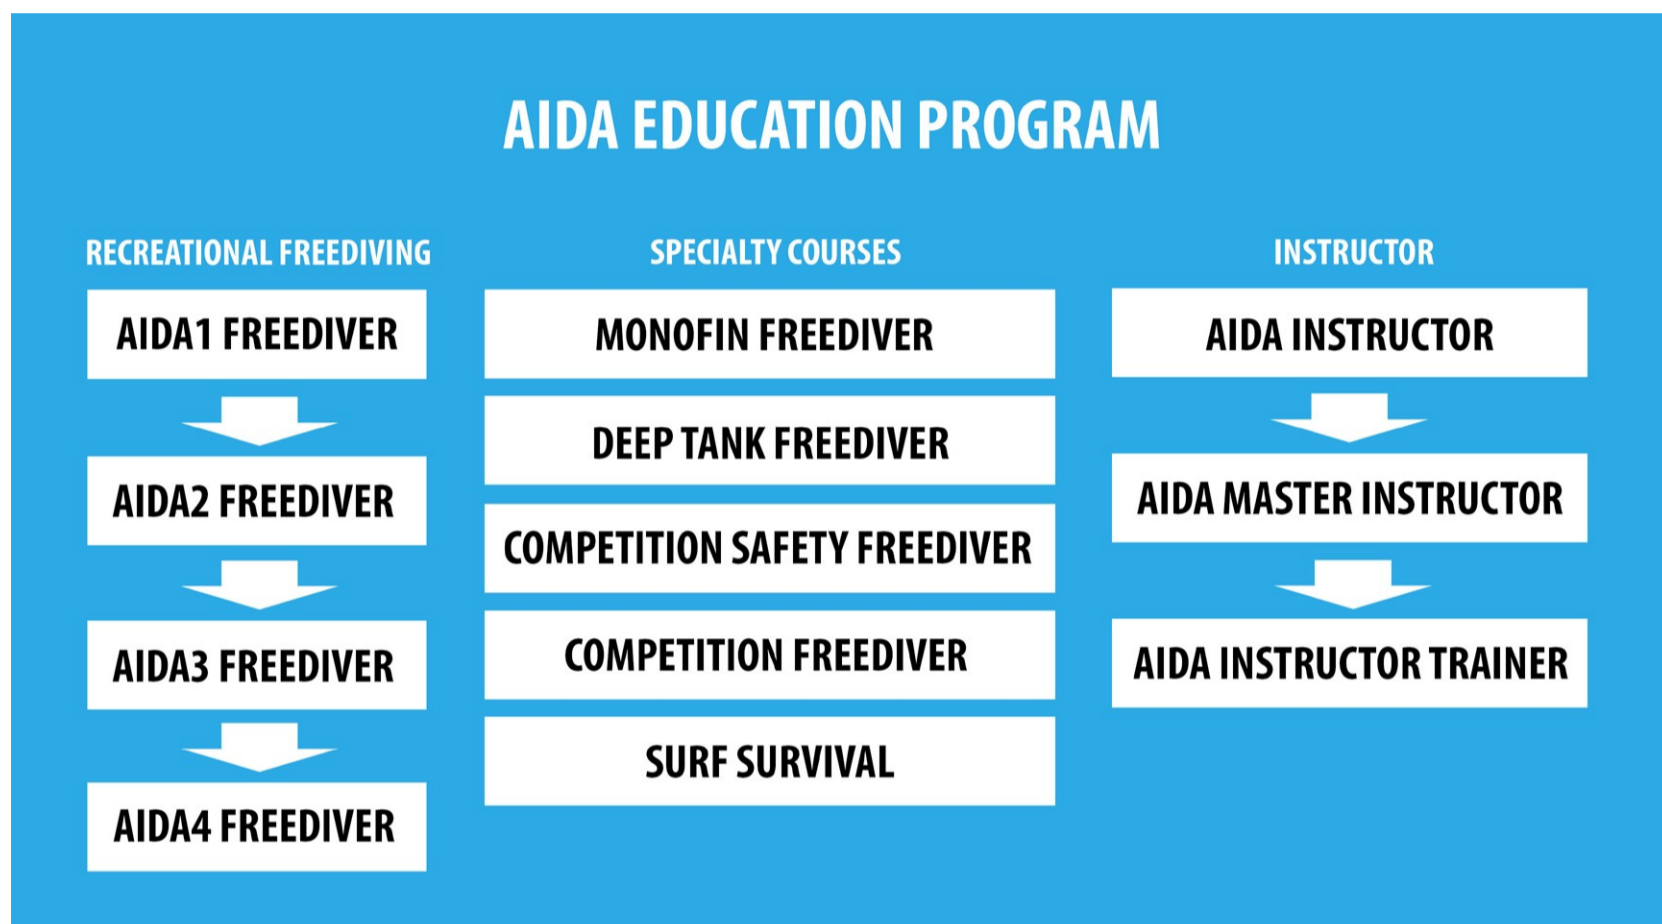 AIDA EDUCATION PROGRAM
RECREATIONAL FREEDIVING
AIDA1 FREEDIVER
AIDA2 FREEDIVER
AIDA3 FREEDIVER
AIDA4 FREEDIVER
SPECIALTY COURSES
MONOFIN FREEDIVER
DEEP TANK FREEDIVER
COMPETITION SAFETY FREEDIVER
COMPETITION FREEDIVER
SURF SURVIVAL
INSTRUCTOR
AIDA INSTRUCTOR
AIDA MASTER INSTRUCTOR
AIDA INSTRUCTOR TRAINER